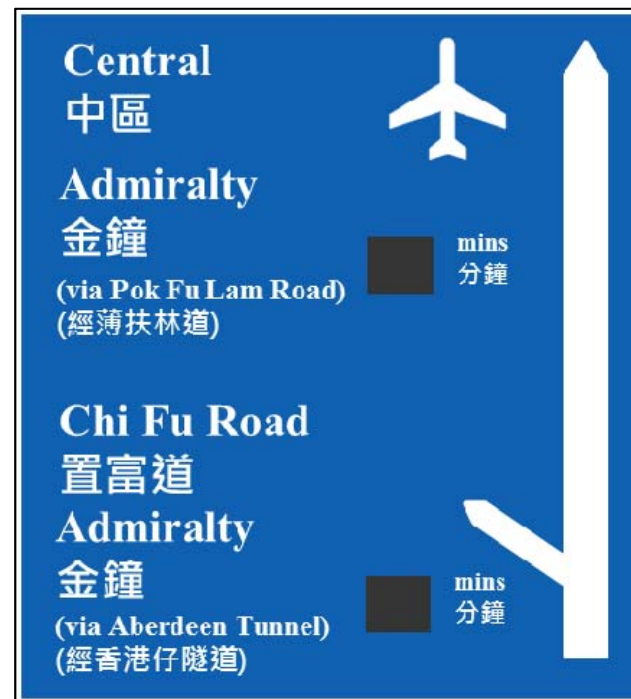 Central
中區
Admiralty
金鐘
(via Pok Fu Lam Road)
(經薄扶林道)
mins
分鐘
Chi Fu Road
置富道
Admiralty
金鐘
(via Aberdeen Tunnel)
(經香港仔隧道)
mins
分鐘